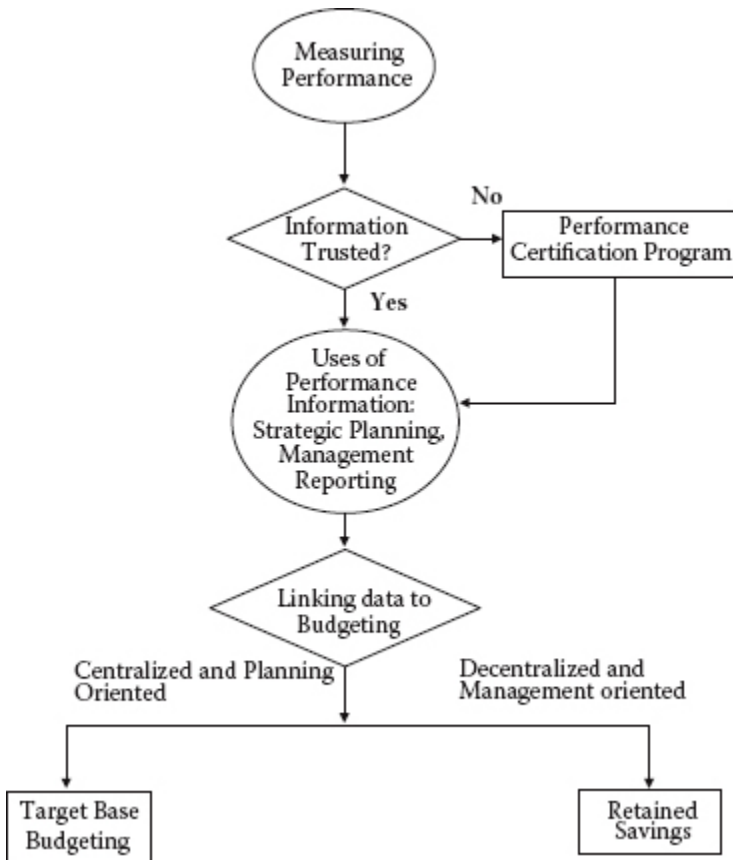 Measuring
Performance
No
Information
Trusted?
Performance
Certification Program
Yes
Uses of
Performance
Information:
Strategic Planning,
Management
Reporting
Linking data to
Budgeting
Centralized and Planning
Oriented
Decentralized and
Management oriented
Target Base
Budgeting
Retained
Savings